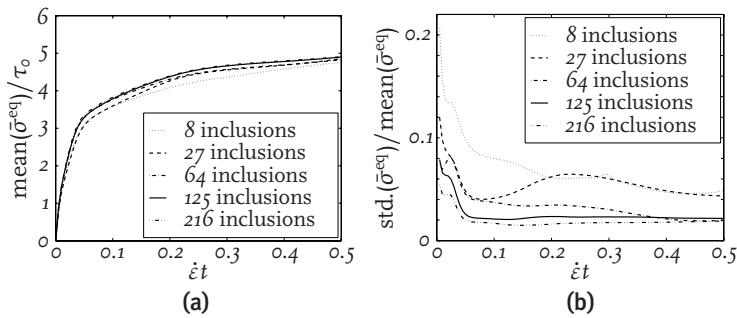 mean(σ̄^eq)/τ₀
6
5
4
3
2
1
0
8 inclusions
27 inclusions
64 inclusions
125 inclusions
216 inclusions
0 0.1 0.2 0.3 0.4 0.5
ε̇t
(a)
std.(σ̄^eq)/mean(σ̄^eq)
0.2
0.1
0
8 inclusions
27 inclusions
64 inclusions
125 inclusions
216 inclusions
0 0.1 0.2 0.3 0.4 0.5
ε̇t
(b)